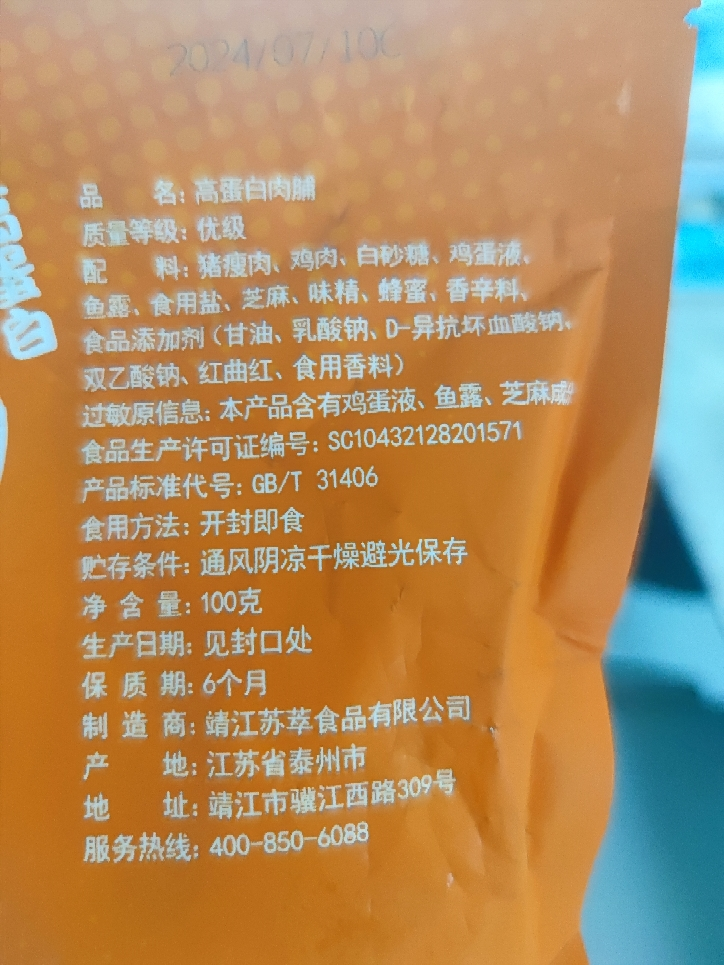 2024/07/10C
品 名: 高蛋白肉脯
质量等级: 优级
配 料: 猪瘦肉、鸡肉、白砂糖、鸡蛋液、
鱼露、食用盐、芝麻、味精、蜂蜜、香辛料、
食品添加剂(甘油、乳酸钠、D-异抗坏血酸钠、
双乙酸钠、红曲红、食用香料)
过敏原信息: 本产品含有鸡蛋液、鱼露、芝麻成
食品生产许可证编号: SC10432128201571
产品标准代号: GB/T 31406
食用方法: 开封即食
贮存条件: 通风阴凉干燥避光保存
净 含 量: 100克
生产日期: 见封口处
保 质 期: 6个月
制 造 商: 靖江苏萃食品有限公司
产 地: 江苏省泰州市
地 址: 靖江市骥江西路309号
服务热线: 400-850-6088
蛋白